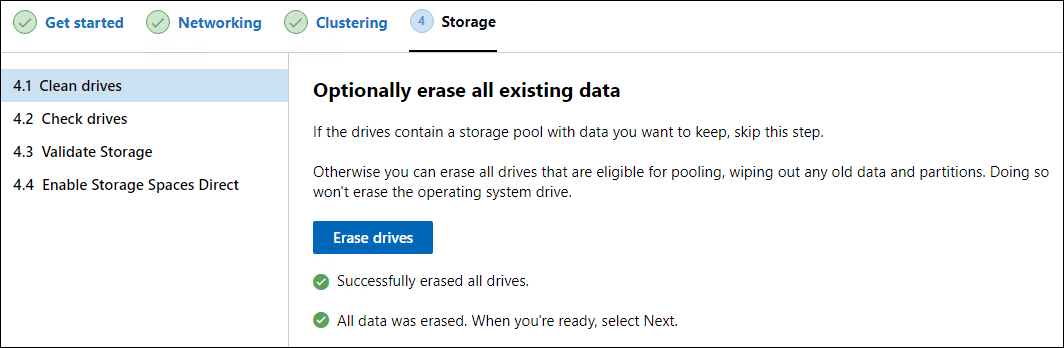 Get started Networking Clustering 4 Storage
4.1 Clean drives
4.2 Check drives
4.3 Validate Storage
4.4 Enable Storage Spaces Direct
Optionally erase all existing data
If the drives contain a storage pool with data you want to keep, skip this step.
Otherwise you can erase all drives that are eligible for pooling, wiping out any old data and partitions. Doing so
won't erase the operating system drive.
Erase drives
Successfully erased all drives.
All data was erased. When you're ready, select Next.